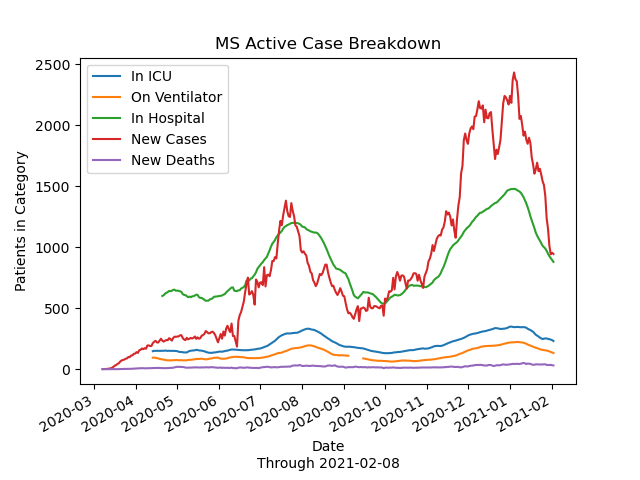 MS Active Case Breakdown
2500
2000
1500
1000
500
0
Patients in Category
In ICU
On Ventilator
In Hospital
New Cases
New Deaths
2020-03
2020-04
2020-05
2020-06
2020-07
2020-08
2020-09
2020-10
2020-11
2020-12
2021-01
2021-02
Date
Through 2021-02-08